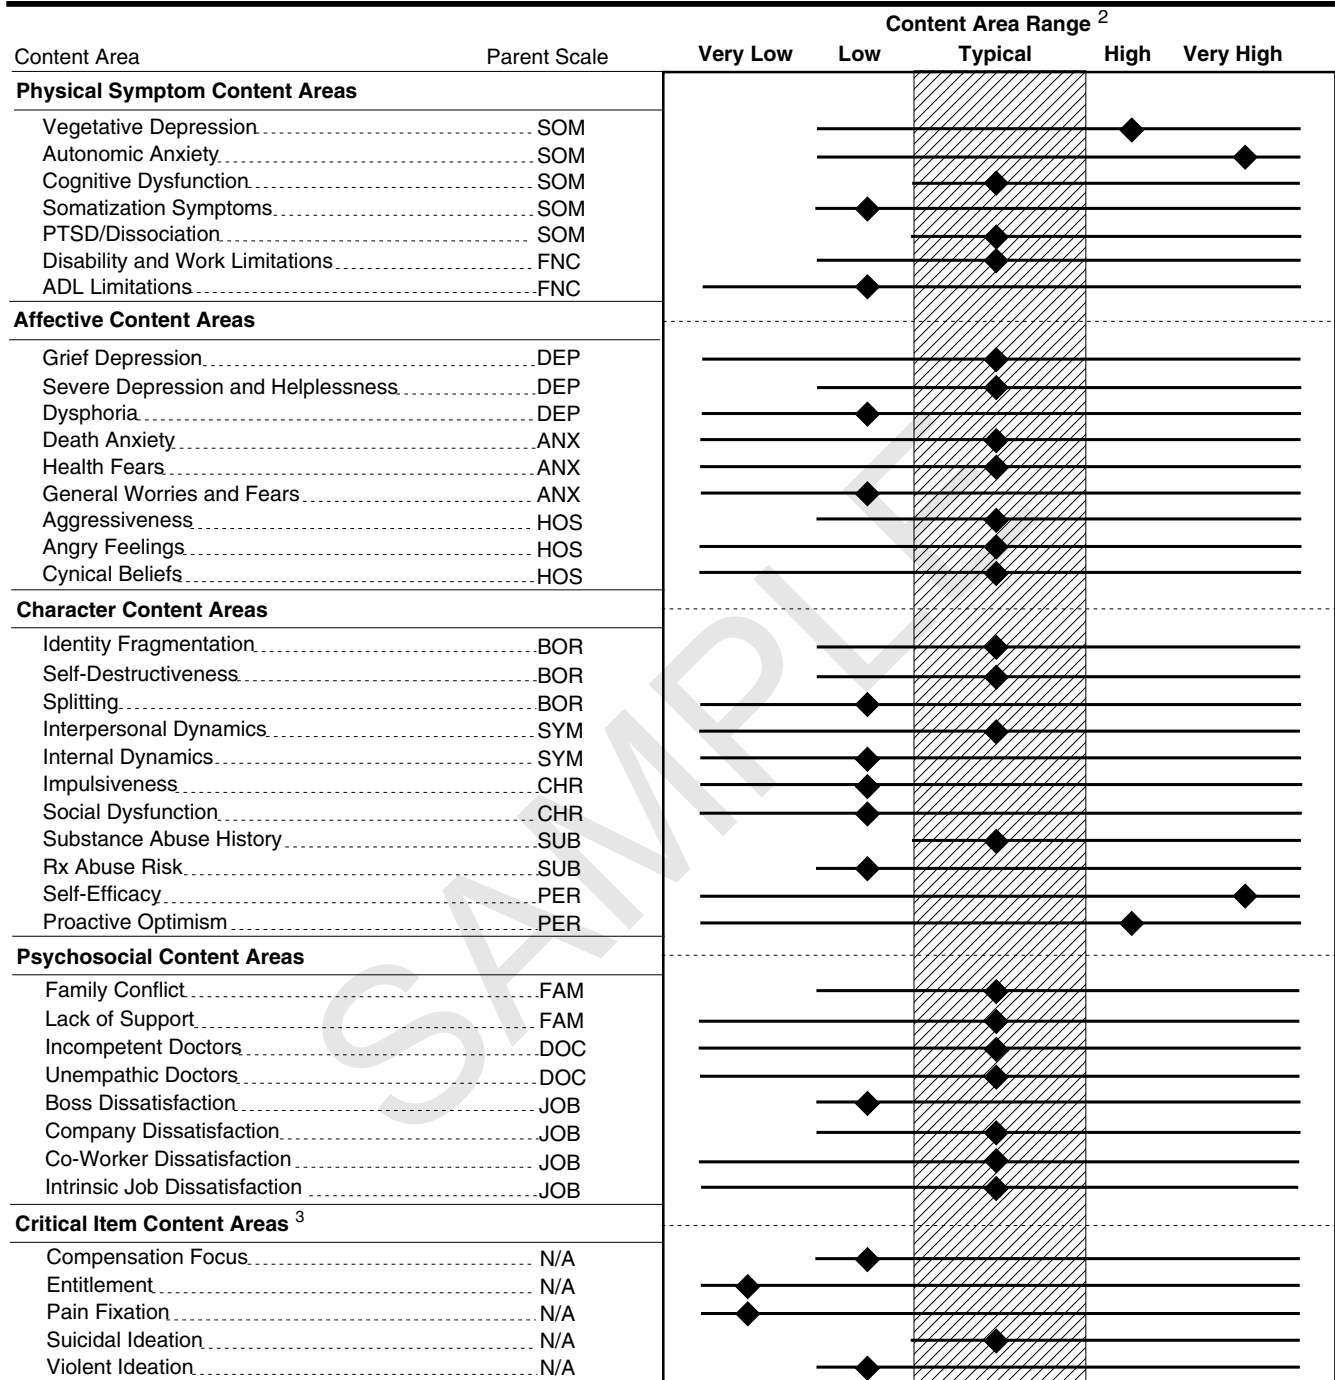 Content Area Range 2
Content Area Parent Scale Very Low Low Typical High Very High
Physical Symptom Content Areas
Vegetative Depression SOM
Autonomic Anxiety SOM
Cognitive Dysfunction SOM
Somatization Symptoms SOM
PTSD/Dissociation SOM
Disability and Work Limitations FNC
ADL Limitations FNC
Affective Content Areas
Grief Depression DEP
Severe Depression and Helplessness DEP
Dysphoria DEP
Death Anxiety ANX
Health Fears ANX
General Worries and Fears ANX
Aggressiveness HOS
Angry Feelings HOS
Cynical Beliefs HOS
Character Content Areas
Identity Fragmentation BOR
Self-Destructiveness BOR
Splitting BOR
Interpersonal Dynamics SYM
Internal Dynamics SYM
Impulsiveness CHR
Social Dysfunction CHR
Substance Abuse History SUB
Rx Abuse Risk SUB
Self-Efficacy PER
Proactive Optimism PER
Psychosocial Content Areas
Family Conflict FAM
Lack of Support FAM
Incompetent Doctors DOC
Unempathic Doctors DOC
Boss Dissatisfaction JOB
Company Dissatisfaction JOB
Co-Worker Dissatisfaction JOB
Intrinsic Job Dissatisfaction JOB
Critical Item Content Areas 3
Compensation Focus N/A
Entitlement N/A
Pain Fixation N/A
Suicidal Ideation N/A
Violent Ideation N/A
SAMPLE